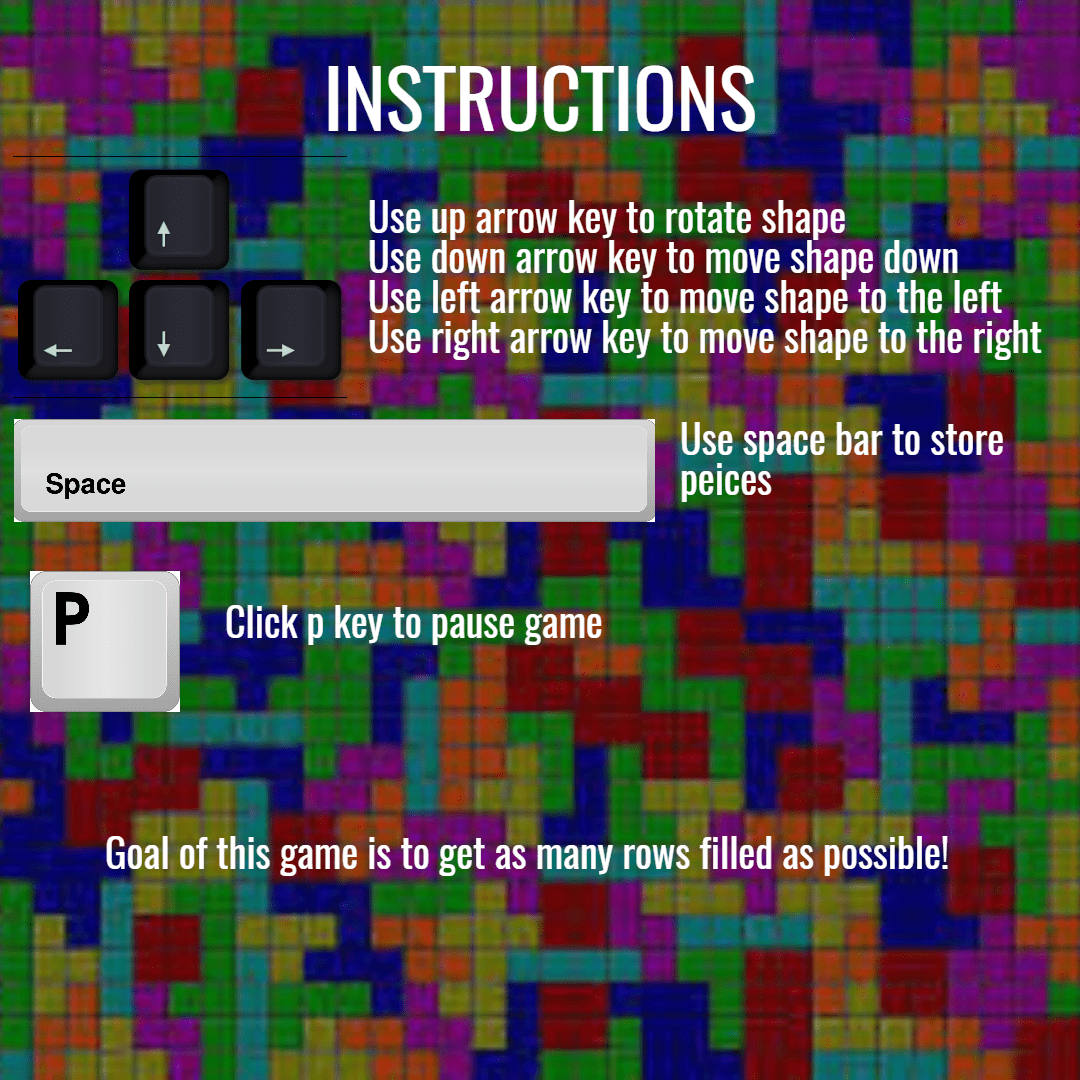 INSTRUCTIONS
↑
Use up arrow key to rotate shape
Use down arrow key to move shape down
Use left arrow key to move shape to the left
Use right arrow key to move shape to the right
← ↓ →
Space
Use space bar to store
peices
P
Click p key to pause game
Goal of this game is to get as many rows filled as possible!